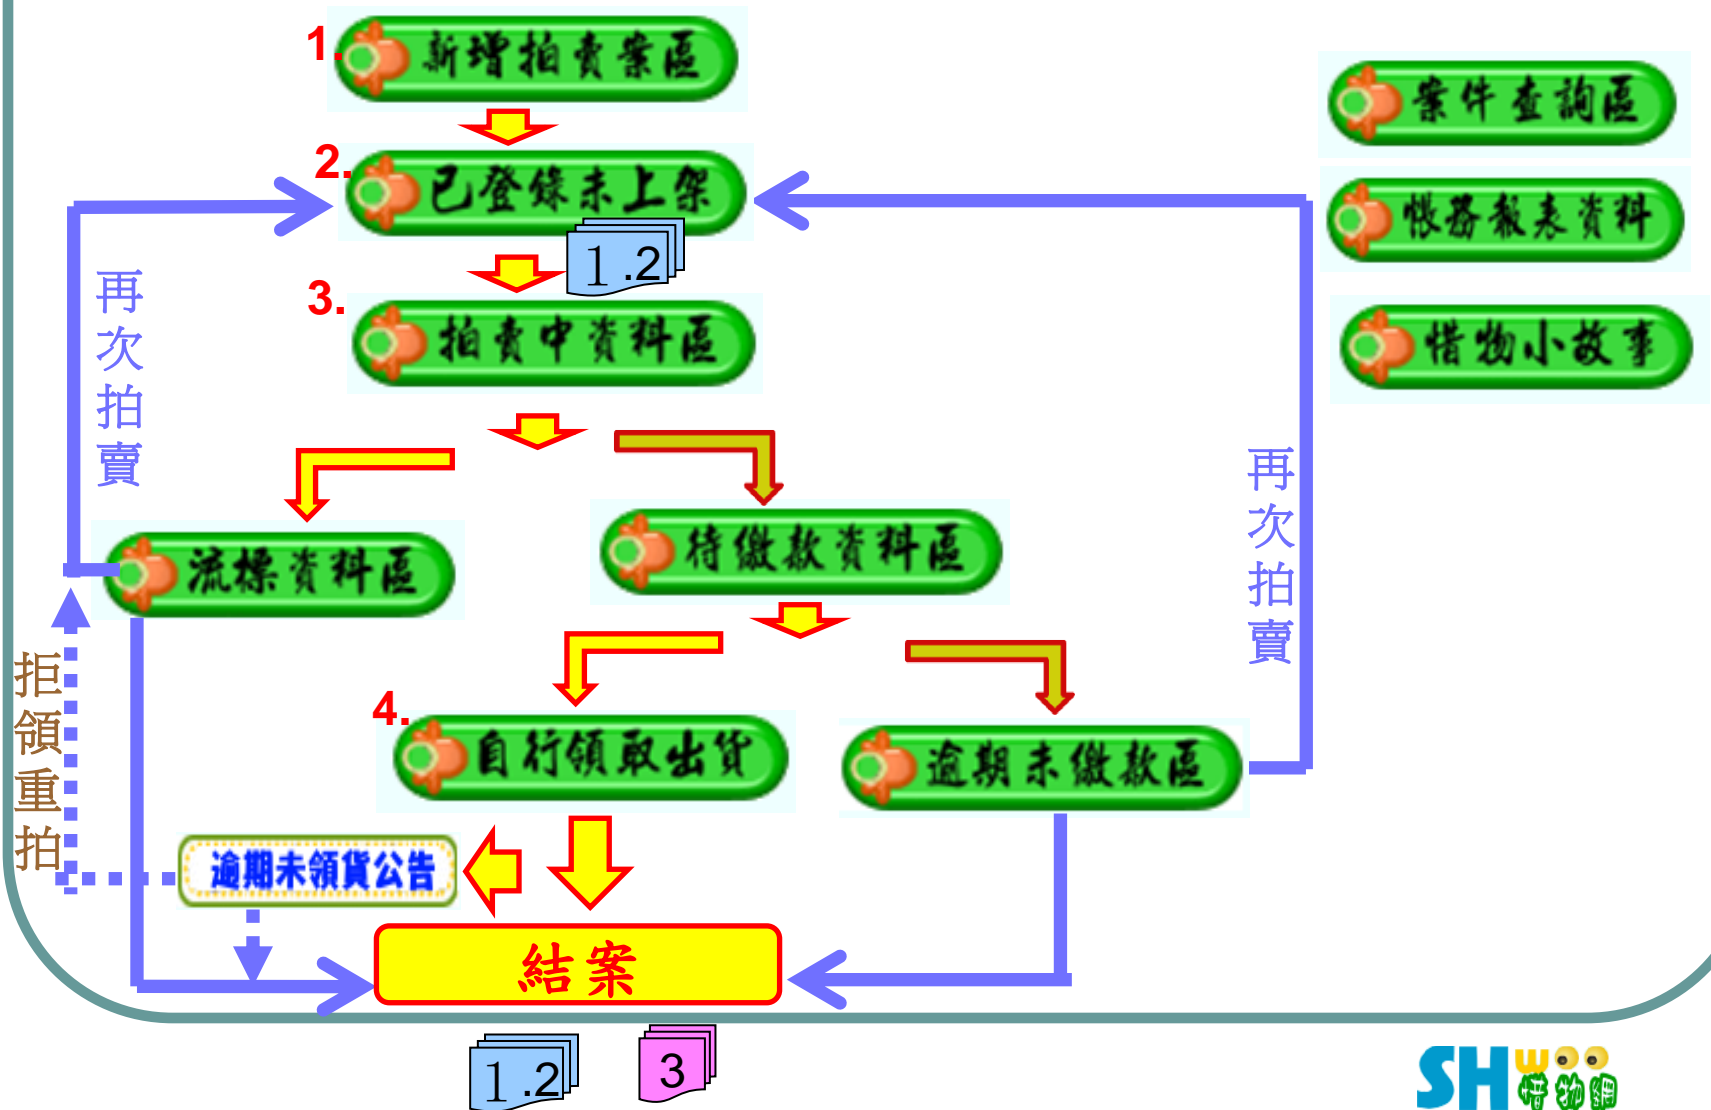 1.
新增拍賣案區
案件查詢區
2.
已登錄未上架
帳務報表資料
１.2
3.
拍賣中資料區
惜物小故事
再次拍賣
再次拍賣
流標資料區
待繳款資料區
拒領重拍
4.
自行領取出貨
逾期未繳款區
逾期未領貨公告
結案
１.2
3
SHWOO
惜物網